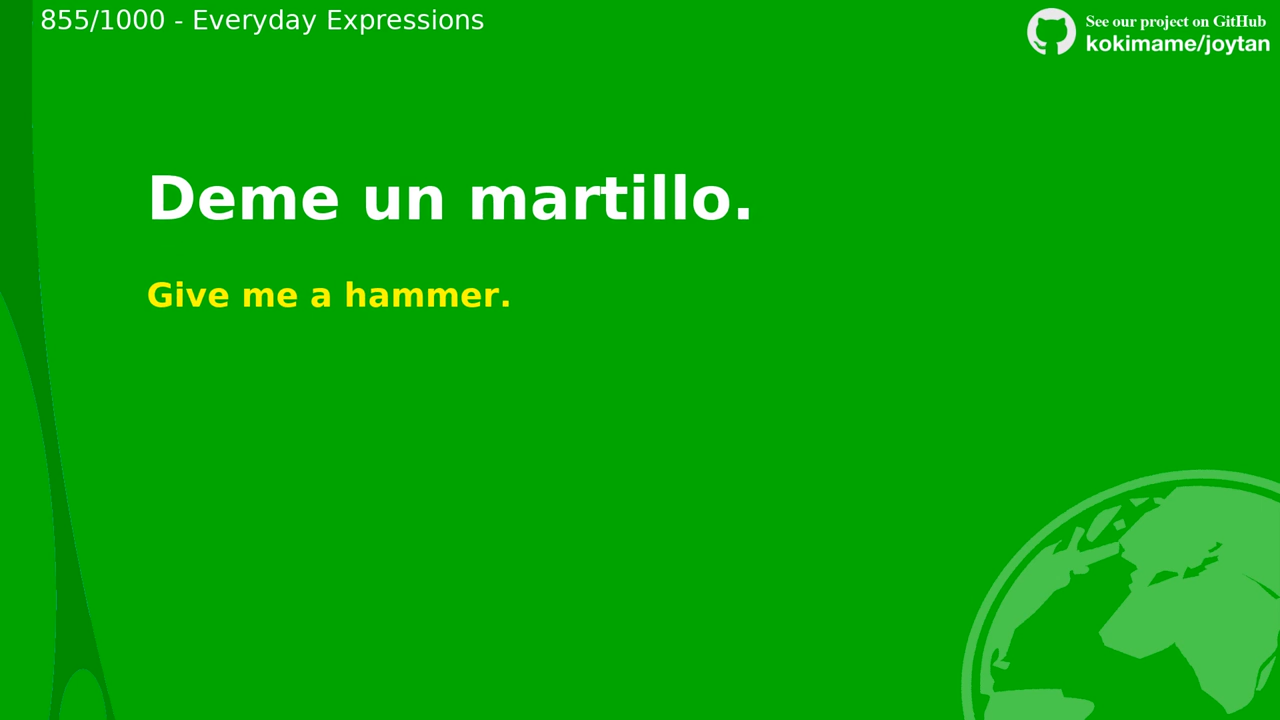 855/1000 - Everyday Expressions
See our project on GitHub
kokimame/joytan
Deme un martillo.
Give me a hammer.